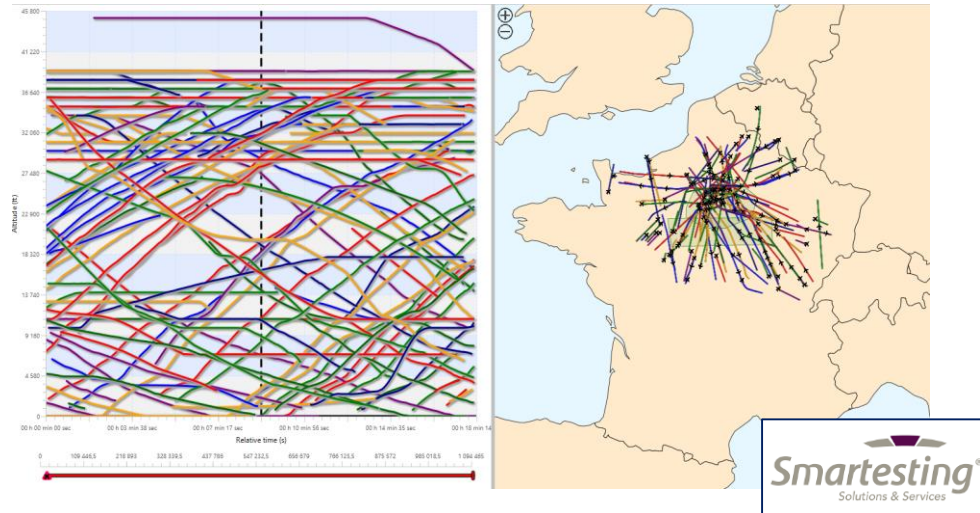 45 800
41 220
36 640
32 060
27 480
22 900
18 320
13 740
9 160
4 580
0
Altitude (ft)
00 h 00 min 00 sec
00 h 03 min 38 sec
00 h 07 min 17 sec
00 h 10 min 56 sec
00 h 14 min 35 sec
00 h 18 min 14
Relative time (s)
0
109 446,5
218 893
328 339,5
437 786
547 232,5
656 679
766 125,5
875 572
985 018,5
1 094 465
Smartesting®
Solutions & Services